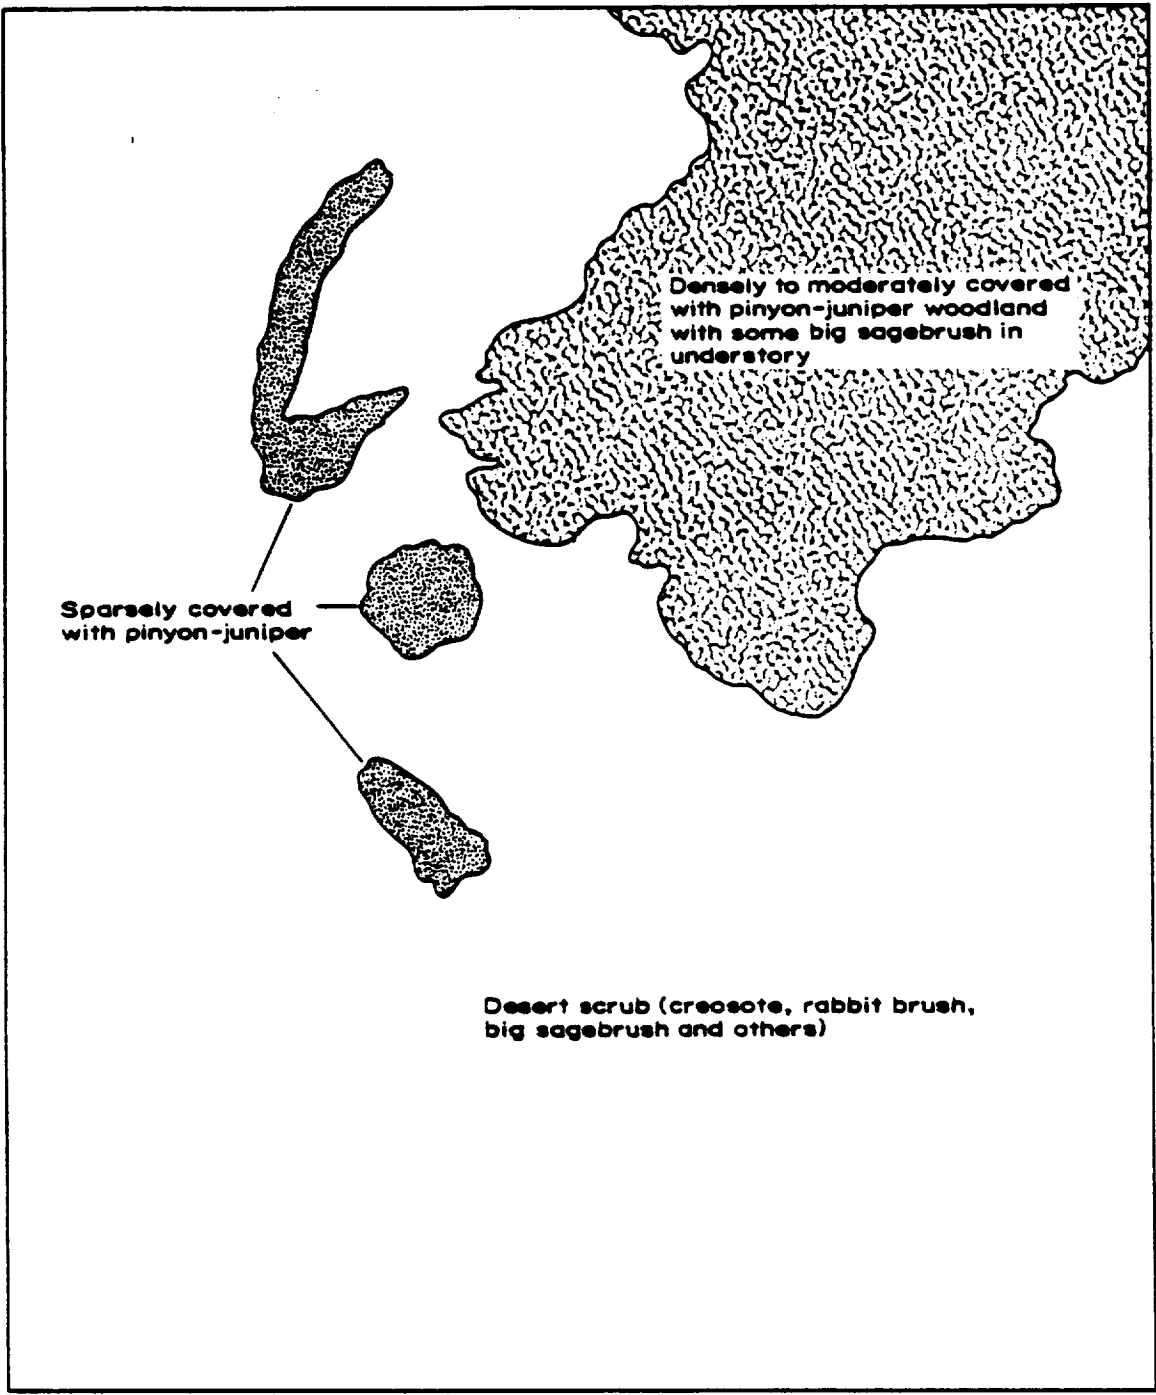 Densely to moderately covered
with pinyon-juniper woodland
with some big sagebrush in
understory
Sparsely covered
with pinyon-juniper
Desert scrub (creosote, rabbit brush,
big sagebrush and others)